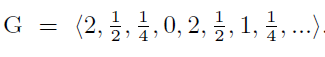 G = ⟨2, 1/2, 1/4, 0, 2, 1/2, 1, 1/4, ...⟩.